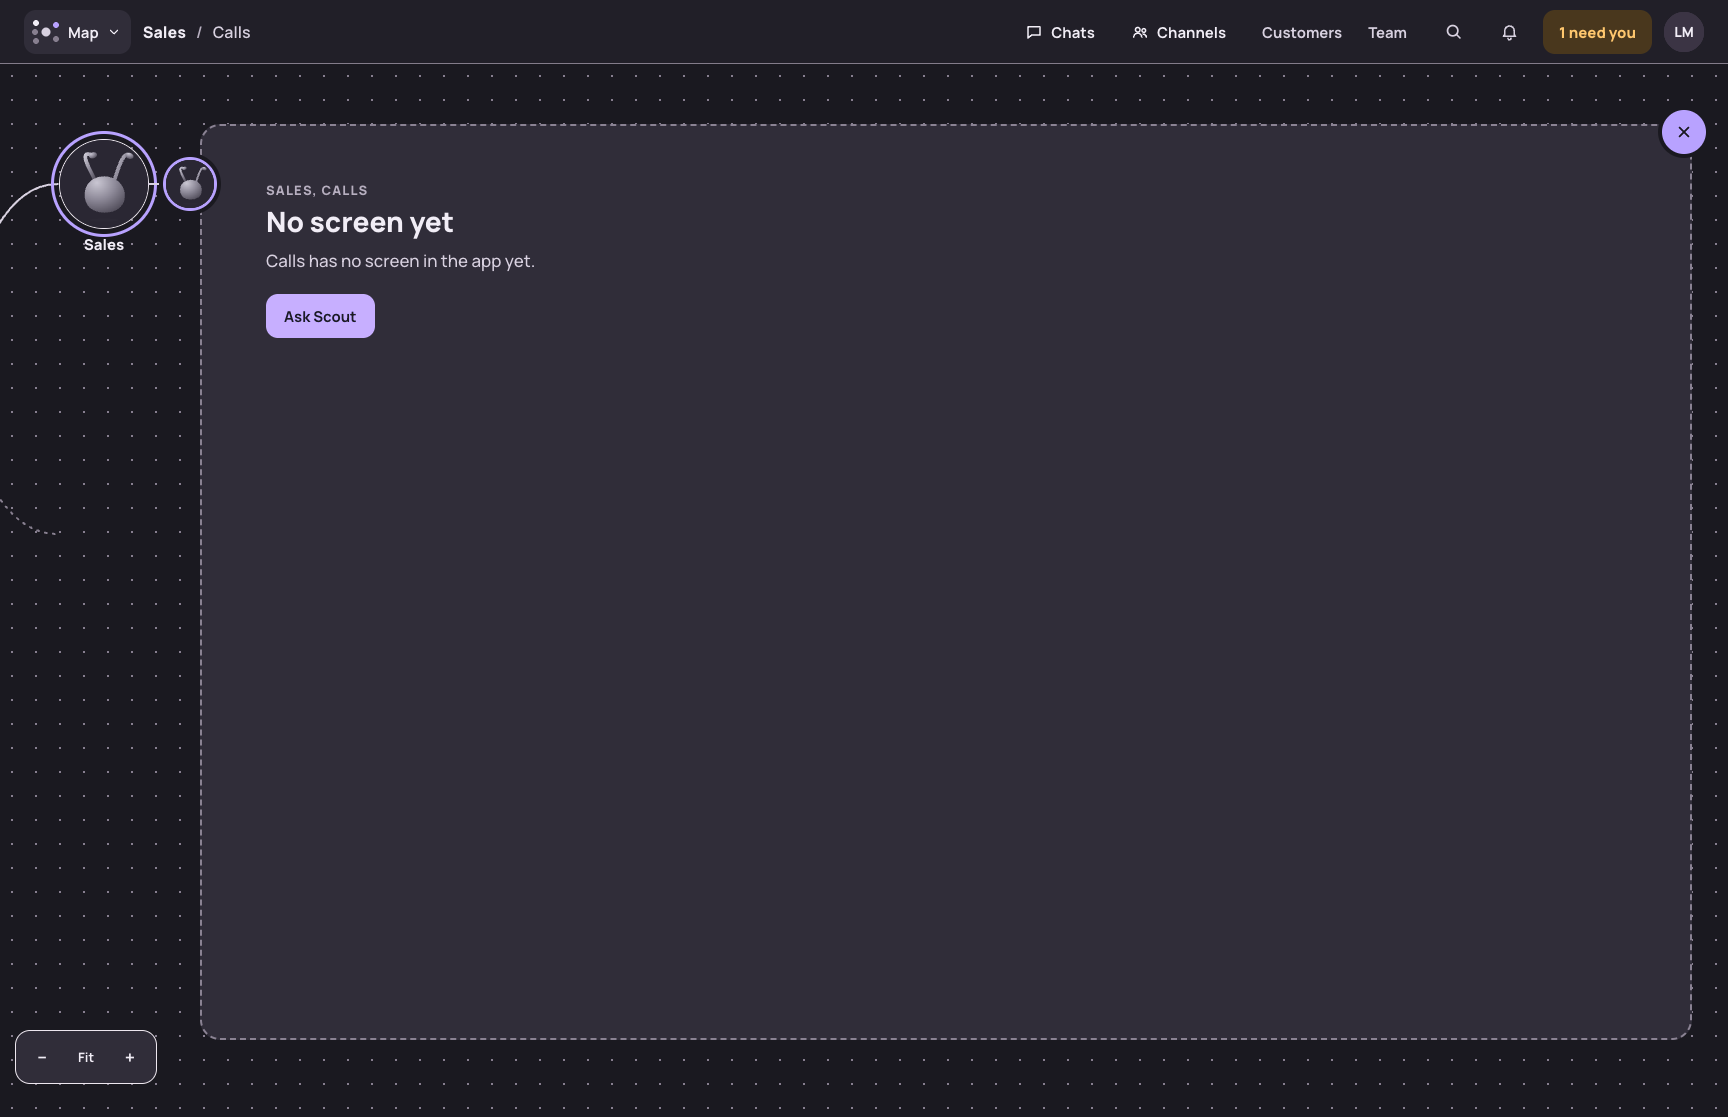 Map
Sales / Calls
Chats
Channels
Customers
Team
1 need you
LM
Sales
SALES, CALLS
No screen yet
Calls has no screen in the app yet.
Ask Scout
− Fit +